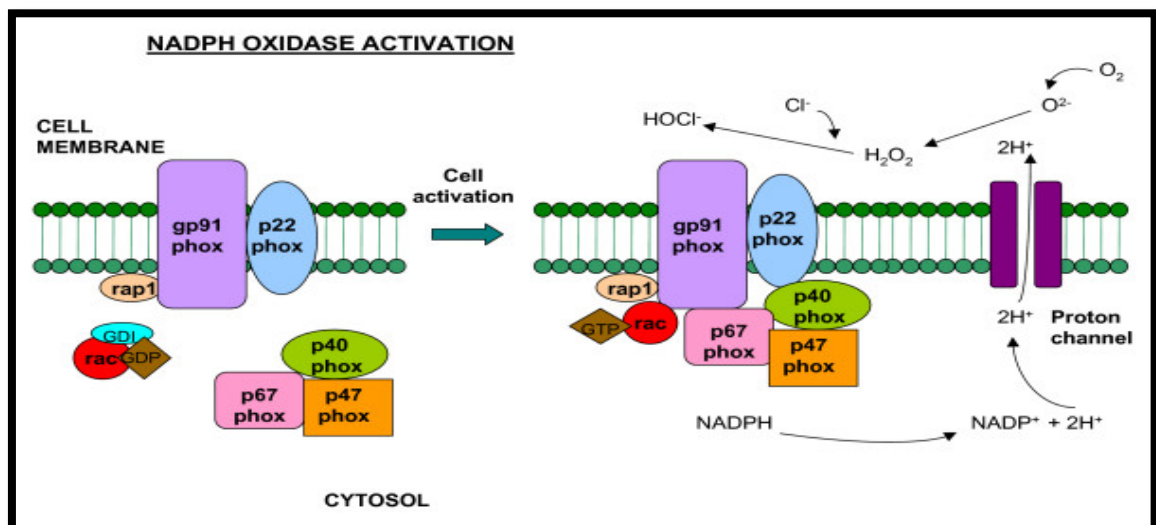 NADPH OXIDASE ACTIVATION
CELL
MEMBRANE
gp91
phox
p22
phox
rap1
GDI
rac
GDP
p40
phox
p67
phox
p47
phox
CYTOSOL
Cell
activation
O₂
O²⁻
Cl⁻
HOCl⁻
H₂O₂
2H⁺
gp91
phox
p22
phox
rap1
GTP
rac
p40
phox
p67
phox
p47
phox
2H⁺
Proton
channel
NADPH
NADP⁺ + 2H⁺